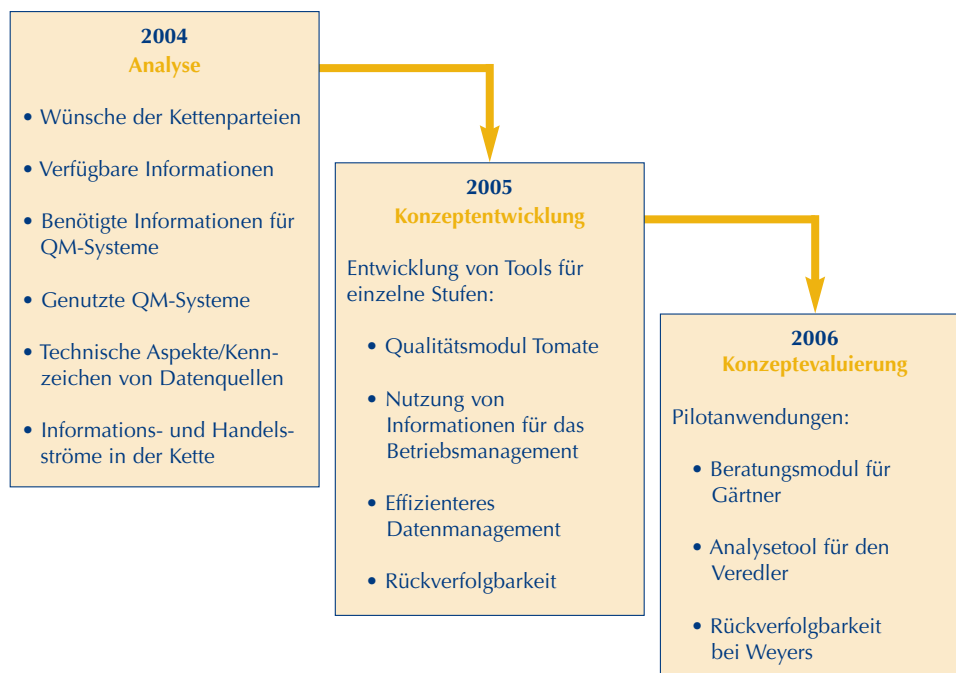 2004
Analyse
• Wünsche der Kettenparteien
• Verfügbare Informationen
• Benötigte Informationen für
QM-Systeme
• Genutzte QM-Systeme
• Technische Aspekte/Kenn-
zeichen von Datenquellen
• Informations- und Handels-
ströme in der Kette
2005
Konzeptentwicklung
Entwicklung von Tools für
einzelne Stufen:
• Qualitätsmodul Tomate
• Nutzung von
Informationen für das
Betriebsmanagement
• Effizienteres
Datenmanagement
• Rückverfolgbarkeit
2006
Konzeptevaluierung
Pilotanwendungen:
• Beratungsmodul für
Gärtner
• Analysetool für den
Veredler
• Rückverfolgbarkeit
bei Weyers